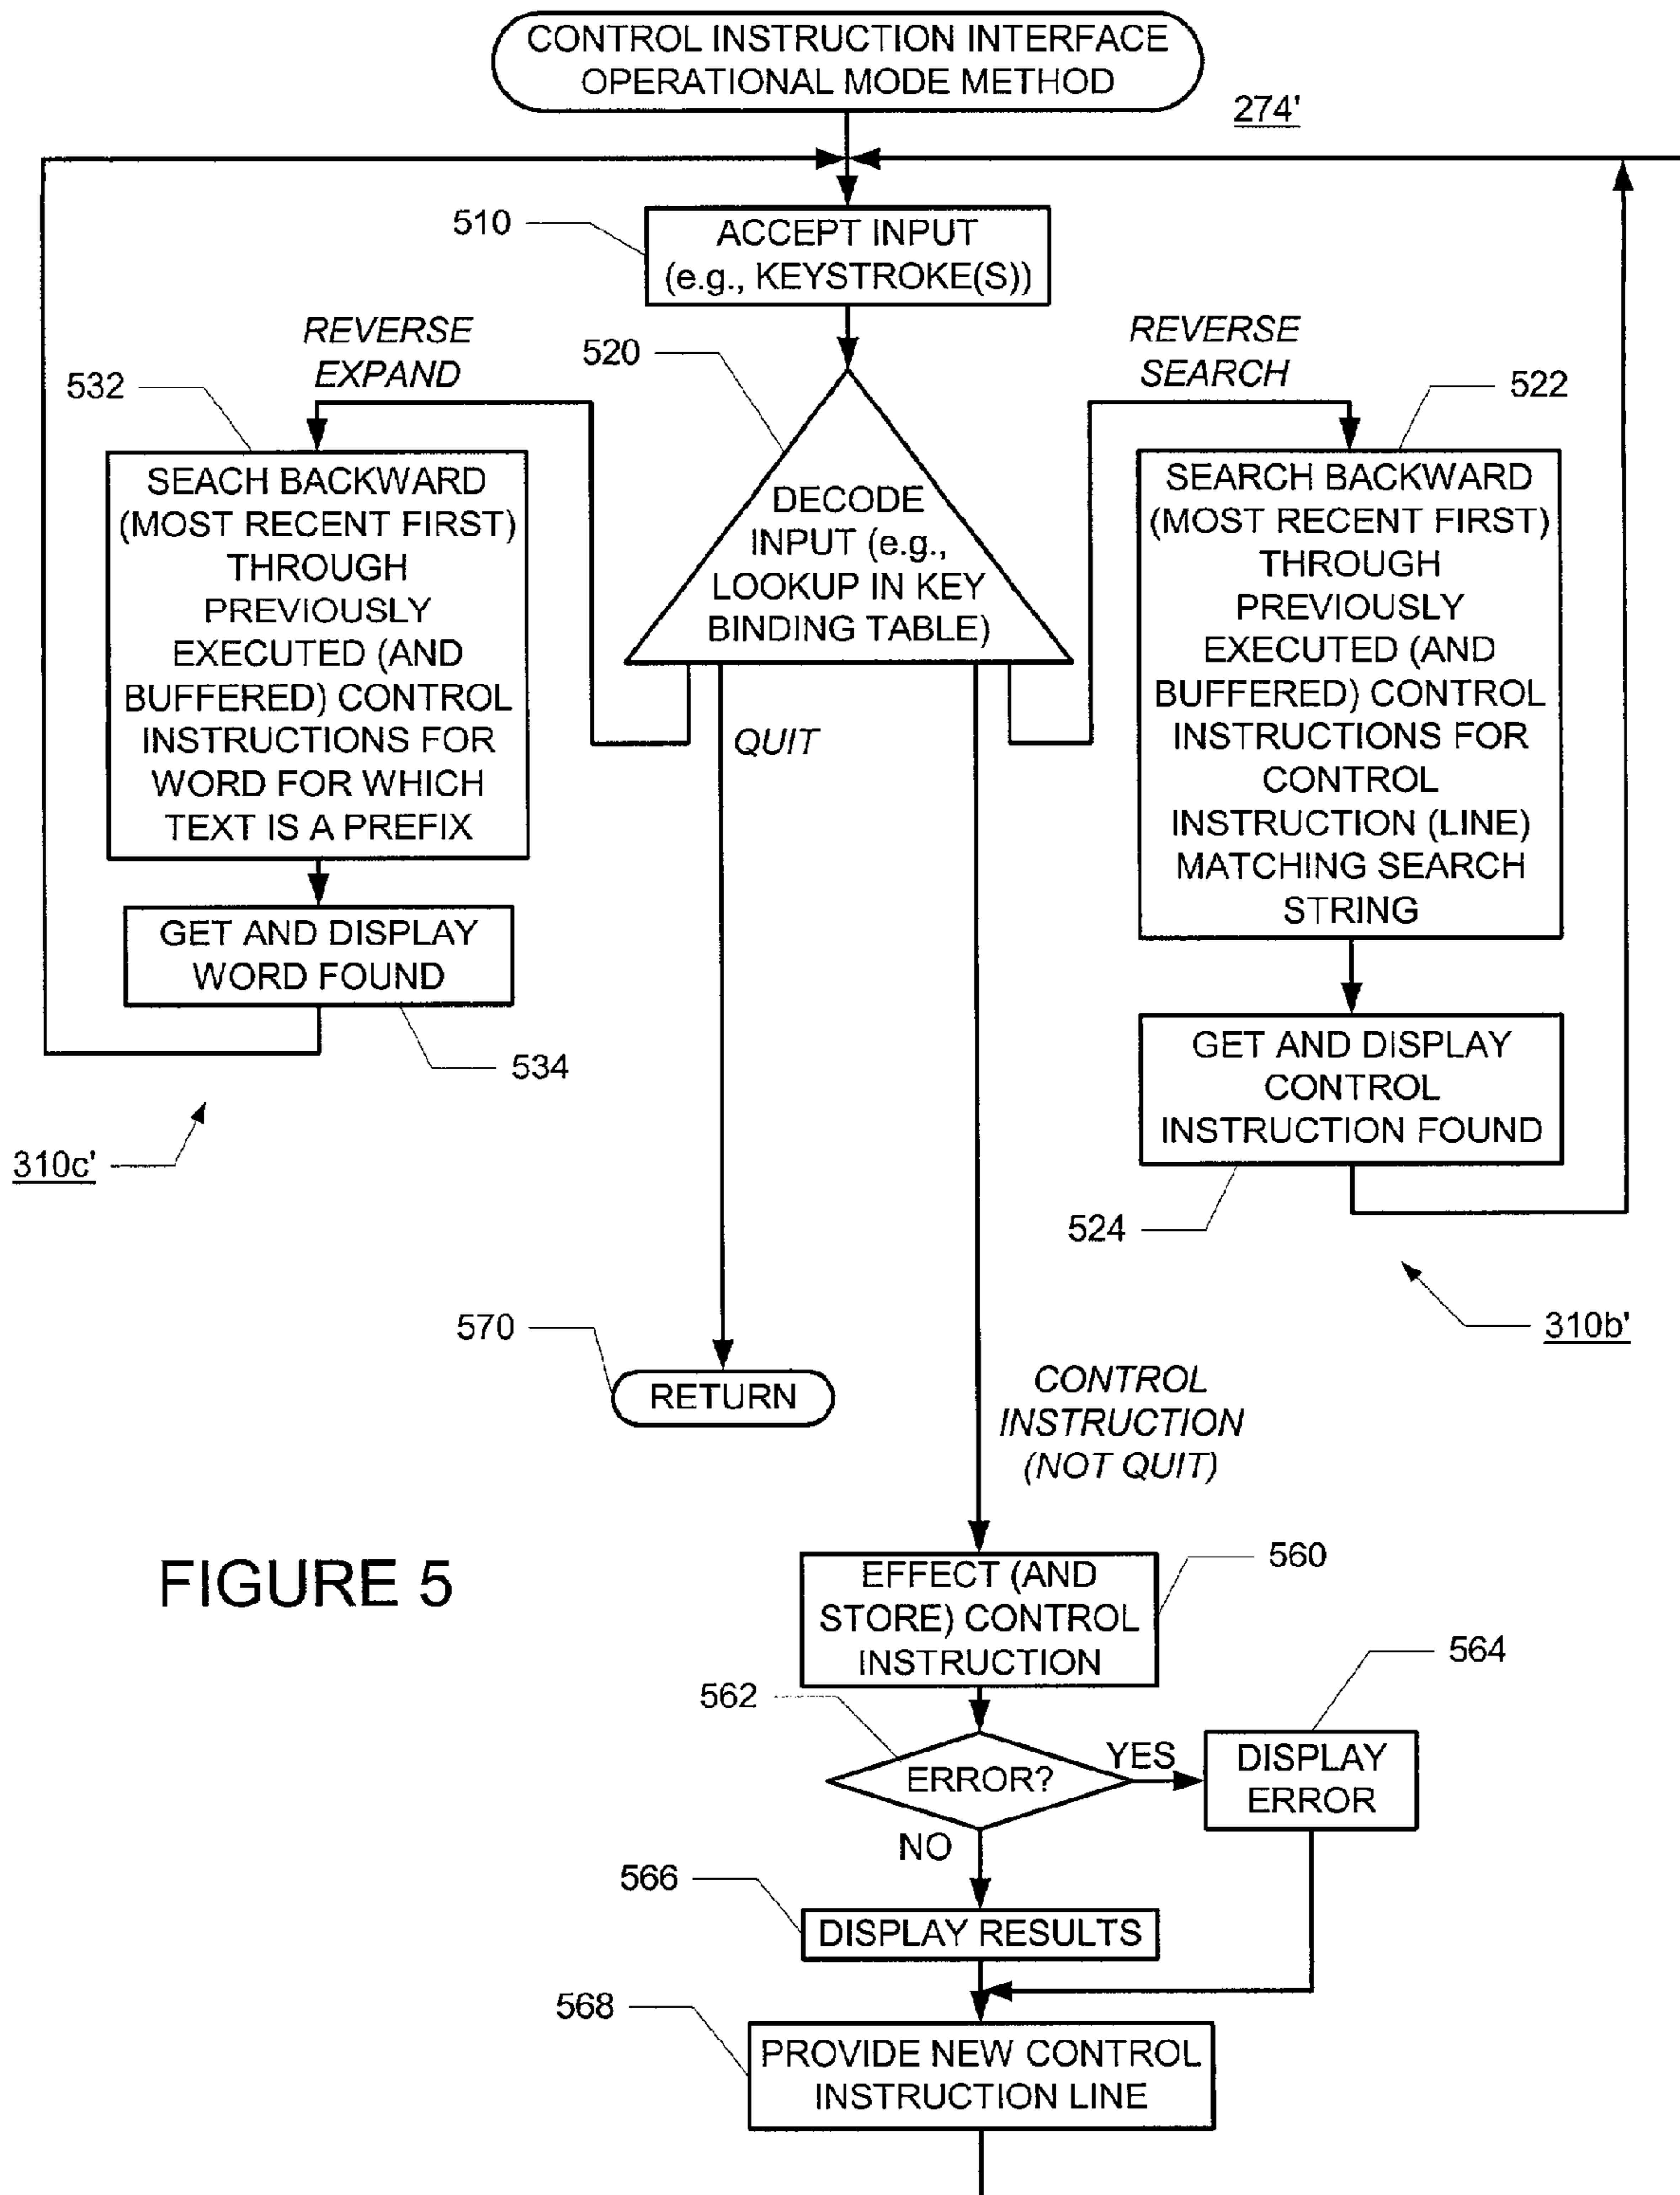 CONTROL INSTRUCTION INTERFACE
OPERATIONAL MODE METHOD
274'
510
ACCEPT INPUT
(e.g., KEYSTROKE(S))
REVERSE
EXPAND
532
SEACH BACKWARD
(MOST RECENT FIRST)
THROUGH
PREVIOUSLY
EXECUTED (AND
BUFFERED) CONTROL
INSTRUCTIONS FOR
WORD FOR WHICH
TEXT IS A PREFIX
GET AND DISPLAY
WORD FOUND
534
310c'
520
DECODE
INPUT (e.g.,
LOOKUP IN KEY
BINDING TABLE)
QUIT
570
RETURN
REVERSE
SEARCH
522
SEARCH BACKWARD
(MOST RECENT FIRST)
THROUGH
PREVIOUSLY
EXECUTED (AND
BUFFERED) CONTROL
INSTRUCTIONS FOR
CONTROL
INSTRUCTION (LINE)
MATCHING SEARCH
STRING
GET AND DISPLAY
CONTROL
INSTRUCTION FOUND
524
310b'
CONTROL
INSTRUCTION
(NOT QUIT)
FIGURE 5
EFFECT (AND
STORE) CONTROL
INSTRUCTION
560
562
ERROR?
YES
564
DISPLAY
ERROR
NO
566
DISPLAY RESULTS
568
PROVIDE NEW CONTROL
INSTRUCTION LINE